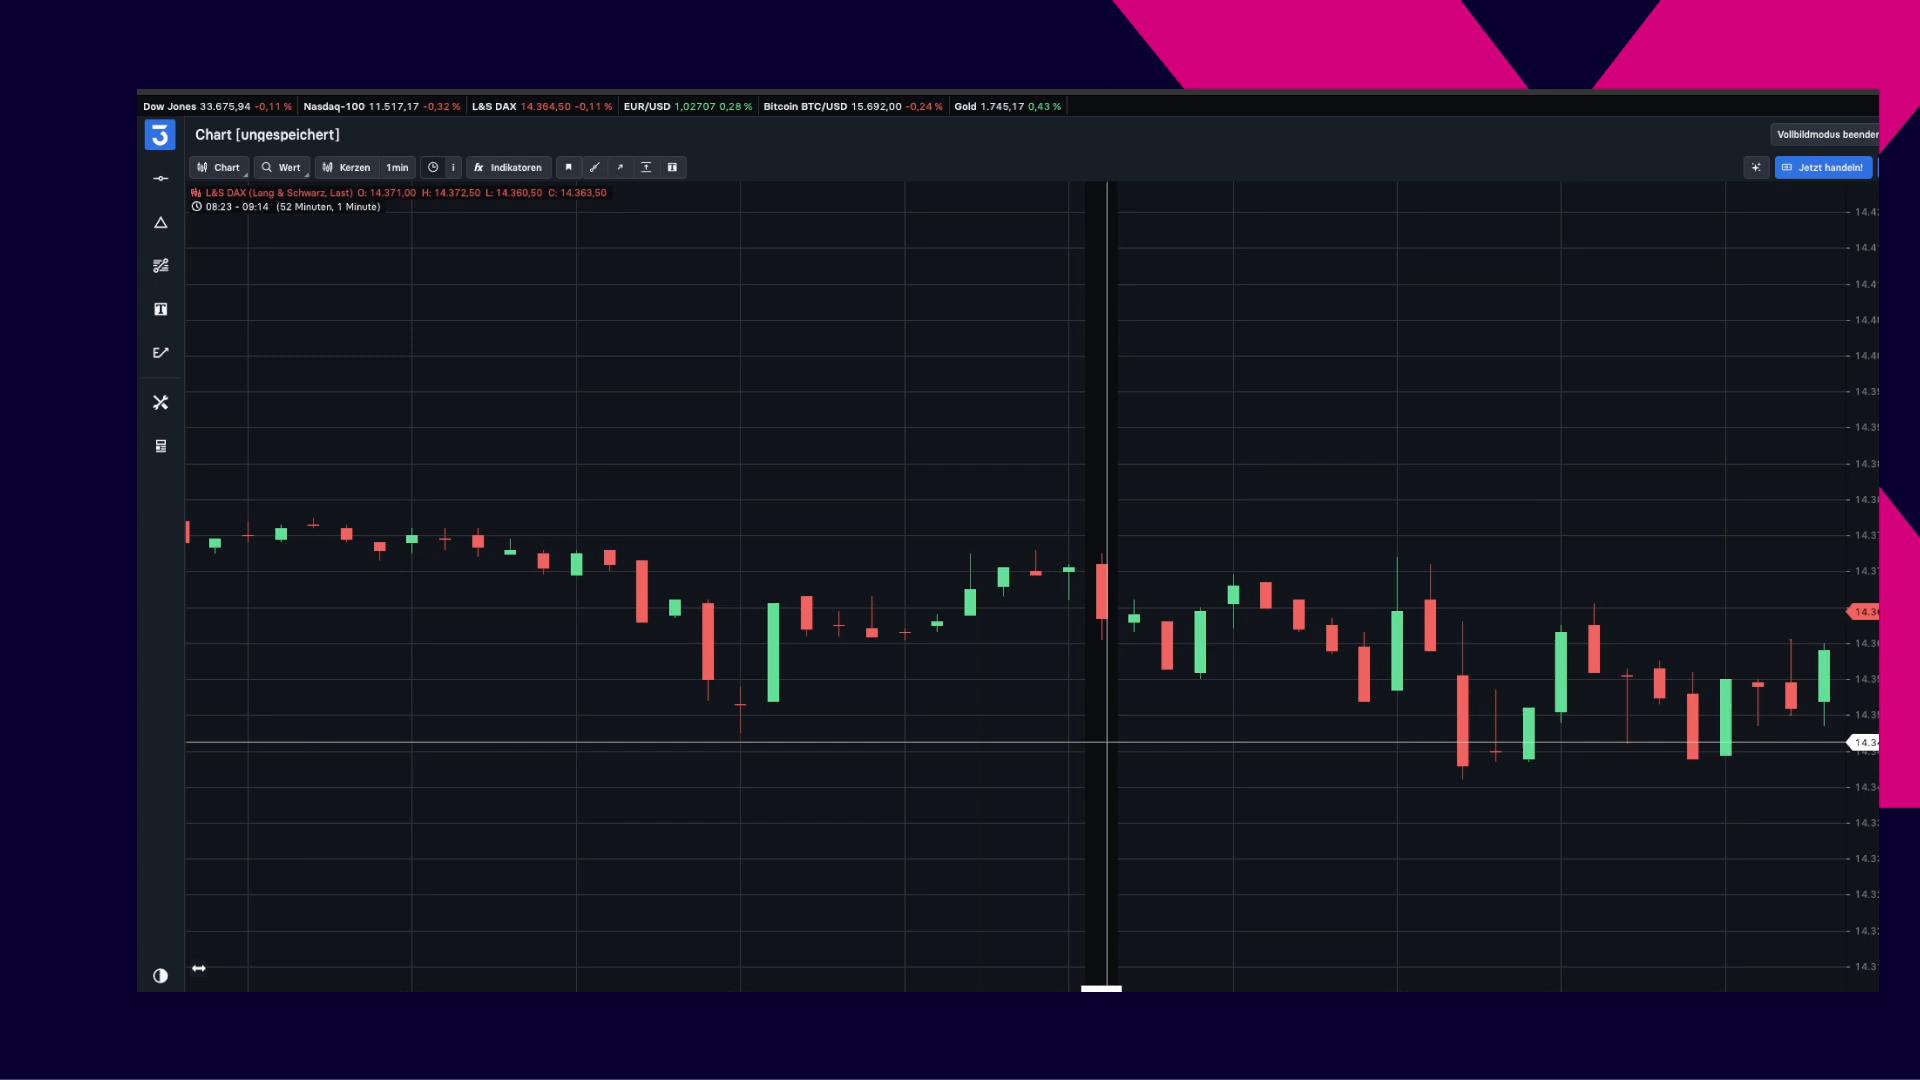 Dow Jones 33.675,94 -0,11 % Nasdaq-100 11.517,17 -0,32 % L&S DAX 14.364,50 -0,11 % EUR/USD 1,02707 0,28 % Bitcoin BTC/USD 15.692,00 -0,24 % Gold 1.745,17 0,43 %
Chart [ungespeichert]
Vollbildmodus beenden
Chart Wert Kerzen 1min i fx Indikatoren
Jetzt handeln!
L&S DAX (Lang & Schwarz, Last) O: 14.371,00 H: 14.372,50 L: 14.360,50 C: 14.363,50
08:23 - 09:14 (52 Minuten, 1 Minute)